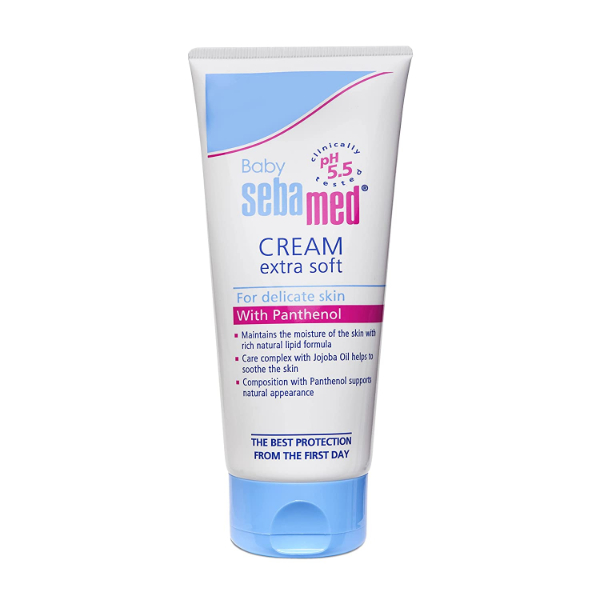 clinically
pH
5.5
tested
Baby
sebamed®
CREAM
extra soft
For delicate skin
With Panthenol
▪ Maintains the moisture of the skin with
rich natural lipid formula
▪ Care complex with Jojoba Oil helps to
soothe the skin
▪ Composition with Panthenol supports
natural appearance
THE BEST PROTECTION
FROM THE FIRST DAY